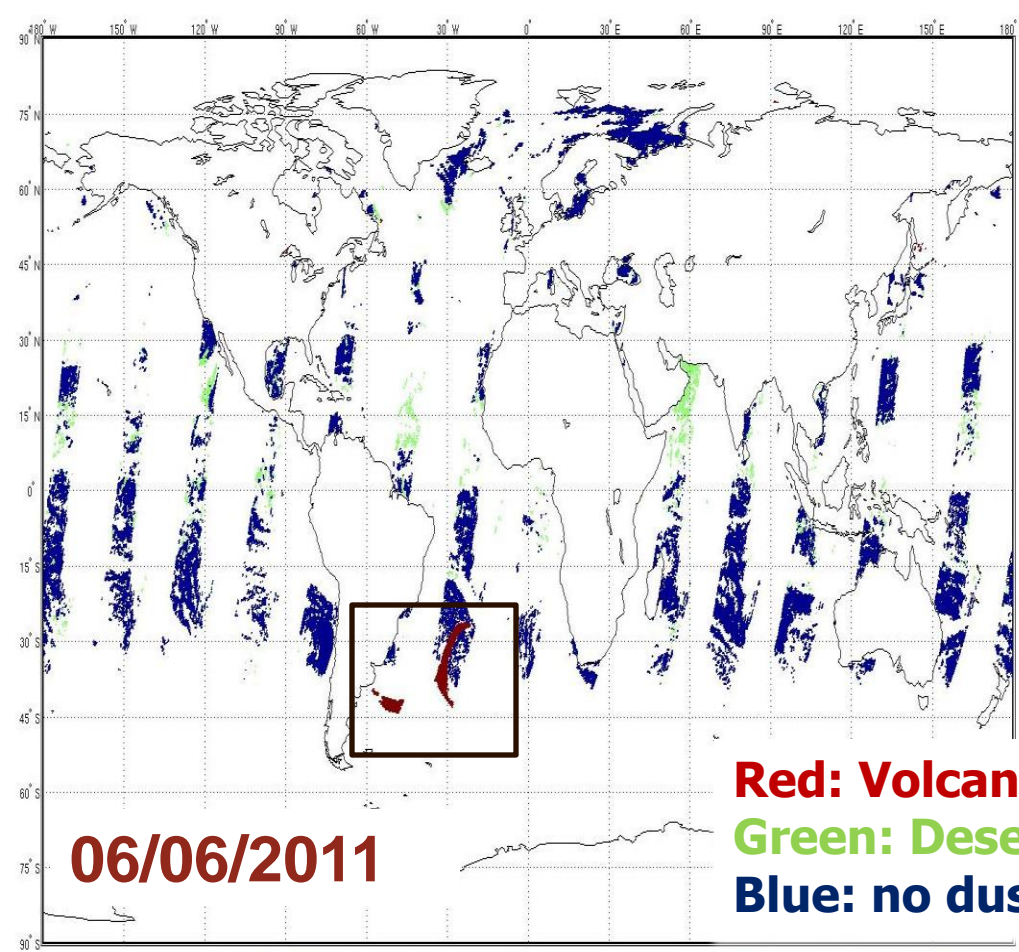 180° W 150° W 120° W 90° W 60° W 30° W 0° 30° E 60° E 90° E 120° E 150° E 180°
90° N
75° N
60° N
45° N
30° N
15° N
0°
15° S
30° S
45° S
60° S
75° S
90° S
06/06/2011
Red: Volcan
Green: Dese
Blue: no dus